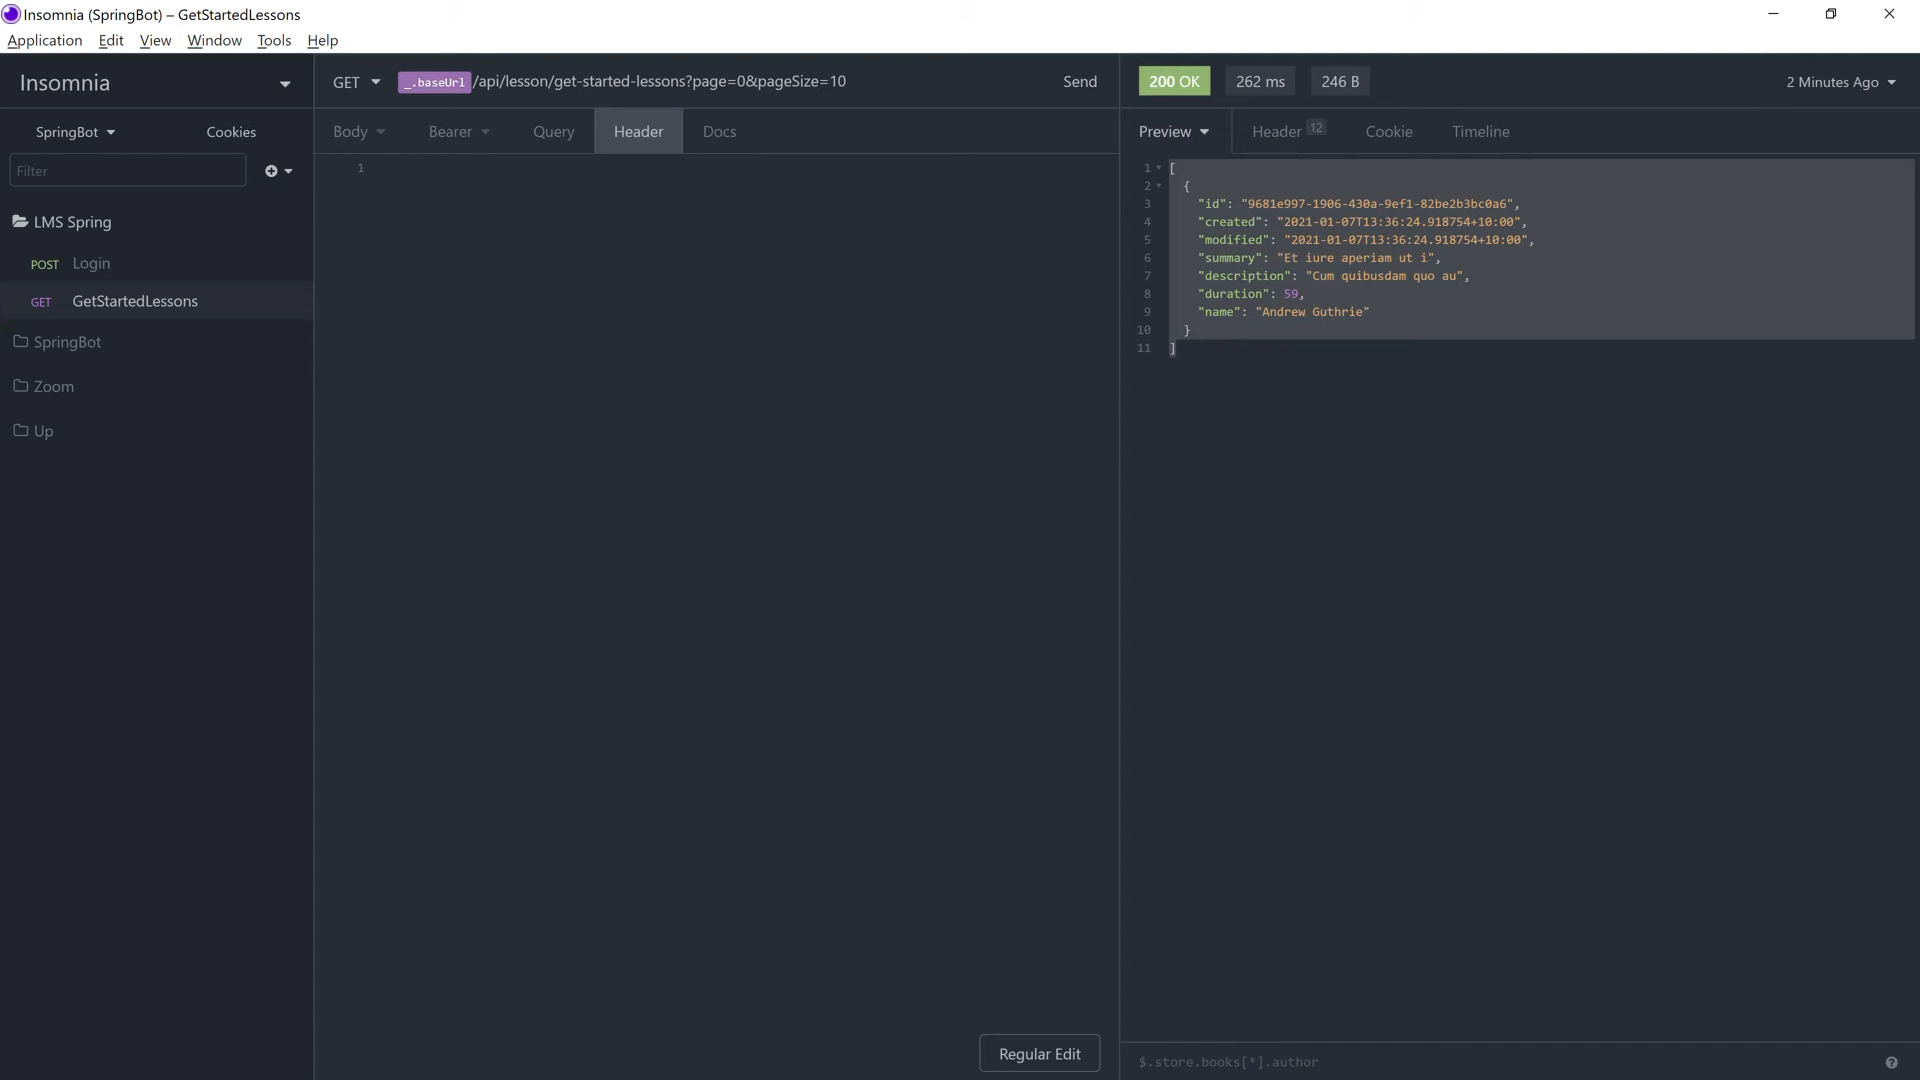 Insomnia (SpringBot) – GetStartedLessons
Application Edit View Window Tools Help
Insomnia
SpringBot Cookies
Filter
LMS Spring
POST Login
GET GetStartedLessons
SpringBot
Zoom
Up
GET _.baseUrl /api/lesson/get-started-lessons?page=0&pageSize=10 Send
Body Bearer Query Header Docs
1
Regular Edit
200 OK 262 ms 246 B 2 Minutes Ago
Preview Header 12 Cookie Timeline
1 [
2 {
3 "id": "9681e997-1906-430a-9ef1-82be2b3bc0a6",
4 "created": "2021-01-07T13:36:24.918754+10:00",
5 "modified": "2021-01-07T13:36:24.918754+10:00",
6 "summary": "Et iure aperiam ut i",
7 "description": "Cum quibusdam quo au",
8 "duration": 59,
9 "name": "Andrew Guthrie"
10 }
11 ]
$.store.books[*].author